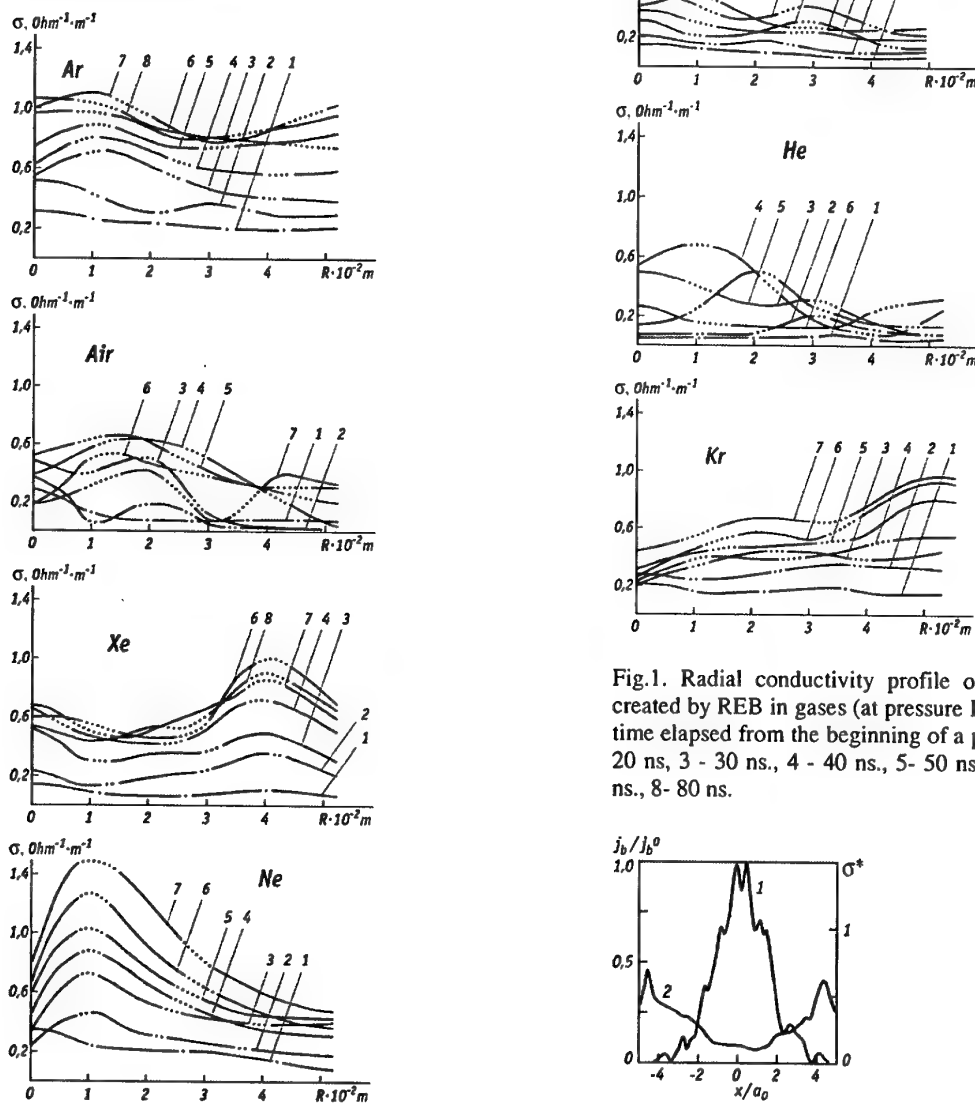 σ, Ohm⁻¹·m⁻¹
1,4
Ar
7 8 6 5 4 3 2 1
1,0
0,6
0,2
0 1 2 3 4 R·10⁻²m
σ, Ohm⁻¹·m⁻¹
1,4
Air
1,0
6 3 4 5
0,6
7 1 2
0,2
0 1 2 3 4 R·10⁻²m
σ, Ohm⁻¹·m⁻¹
1,4
Xe
6 8 7 4 3
1,0
0,6
2
1
0,2
0 1 2 3 4 R·10⁻²m
σ, Ohm⁻¹·m⁻¹
1,4
Ne
7 6
5 4
1,0
3 2 1
0,6
0,2
0 1 2 3 4 R·10⁻²m
0,2
0 1 2 3 4 R·10⁻²m
σ, Ohm⁻¹·m⁻¹
1,4
He
1,0
4 5 3 2 6 1
0,6
0,2
0 1 2 3 4 R·10⁻²m
σ, Ohm⁻¹·m⁻¹
1,4
Kr
1,0
7 6 5 3 4 2 1
0,6
0,2
0 1 2 3 4 R·10⁻²m
Fig.1. Radial conductivity profile o
created by REB in gases (at pressure
time elapsed from the beginning of a
20 ns, 3 - 30 ns., 4 - 40 ns., 5- 50 ns
ns., 8- 80 ns.
j_b/j_b⁰
1,0
σ*
1
1
0,5
2
0
0
-4 -2 0 2 4
x/a₀